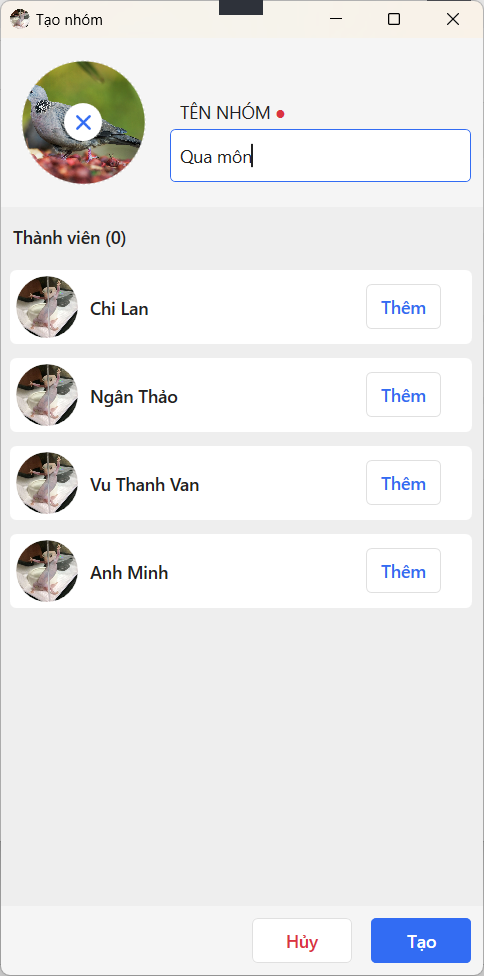 Tạo nhóm
TÊN NHÓM
Qua môn
Thành viên (0)
Chi Lan
Thêm
Ngân Thảo
Thêm
Vu Thanh Van
Thêm
Anh Minh
Thêm
Hủy
Tạo